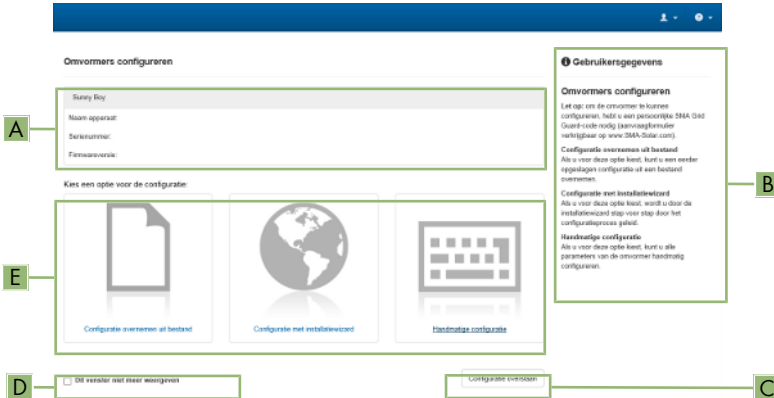 Omvormers configureren
Sunny Boy
Naam apparaat:
Serienummer:
Firmwareversie:
Kies een optie voor de configuratie:
Configuratie overnemen uit bestand
Configuratie met installatiewizard
Handmatige configuratie
Dit venster niet meer weergeven
Configuratie overslaan
Gebruikersgegevens
Omvormers configureren
Let op: om de omvormer te kunnen
configureren, hebt u een persoonlijke SMA Grid
Guard-code nodig (aanvraagformulier
verkrijgbaar op www.SMA-Solar.com).
Configuratie overnemen uit bestand
Als u voor deze optie kiest, kunt u een eerder
opgeslagen configuratie uit een bestand
overnemen.
Configuratie met installatiewizard
Als u voor deze optie kiest, wordt u door de
installatiewizard stap voor stap door het
configuratieproces geleid.
Handmatige configuratie
Als u voor deze optie kiest, kunt u alle
parameters van de omvormer handmatig
configureren.
A
B
C
D
E